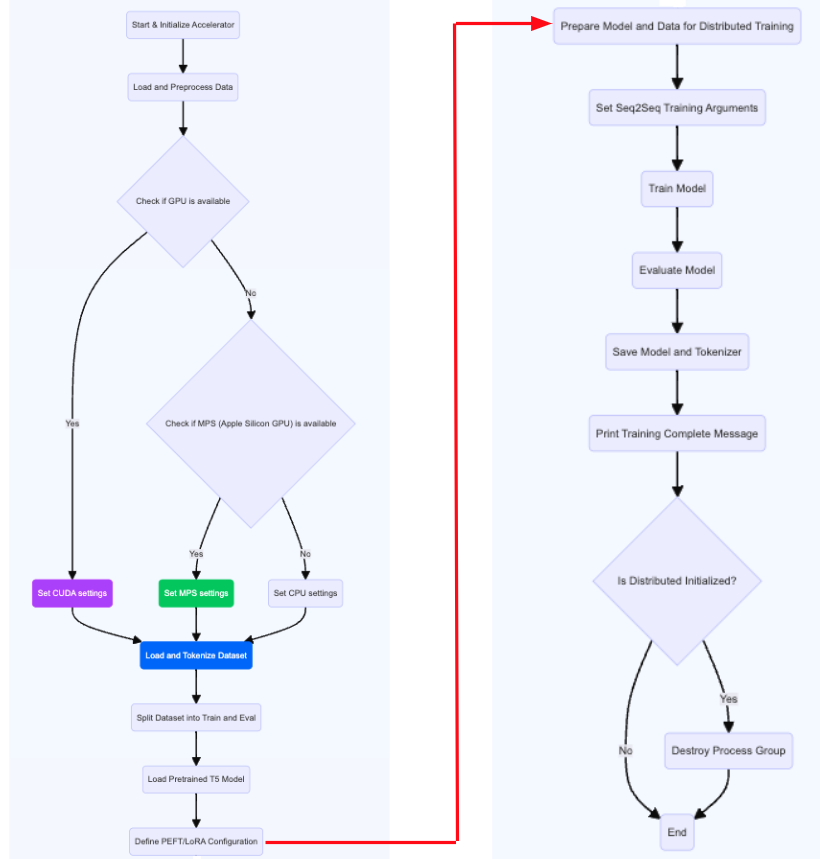 Start & Initialize Accelerator
Load and Preprocess Data
Check if GPU is available
No
Yes
Check if MPS (Apple Silicon GPU) is available
Yes
No
Set CUDA settings
Set MPS settings
Set CPU settings
Load and Tokenize Dataset
Split Dataset into Train and Eval
Load Pretrained T5 Model
Define PEFT/LoRA Configuration
Prepare Model and Data for Distributed Training
Set Seq2Seq Training Arguments
Train Model
Evaluate Model
Save Model and Tokenizer
Print Training Complete Message
Is Distributed Initialized?
Yes
No
Destroy Process Group
End